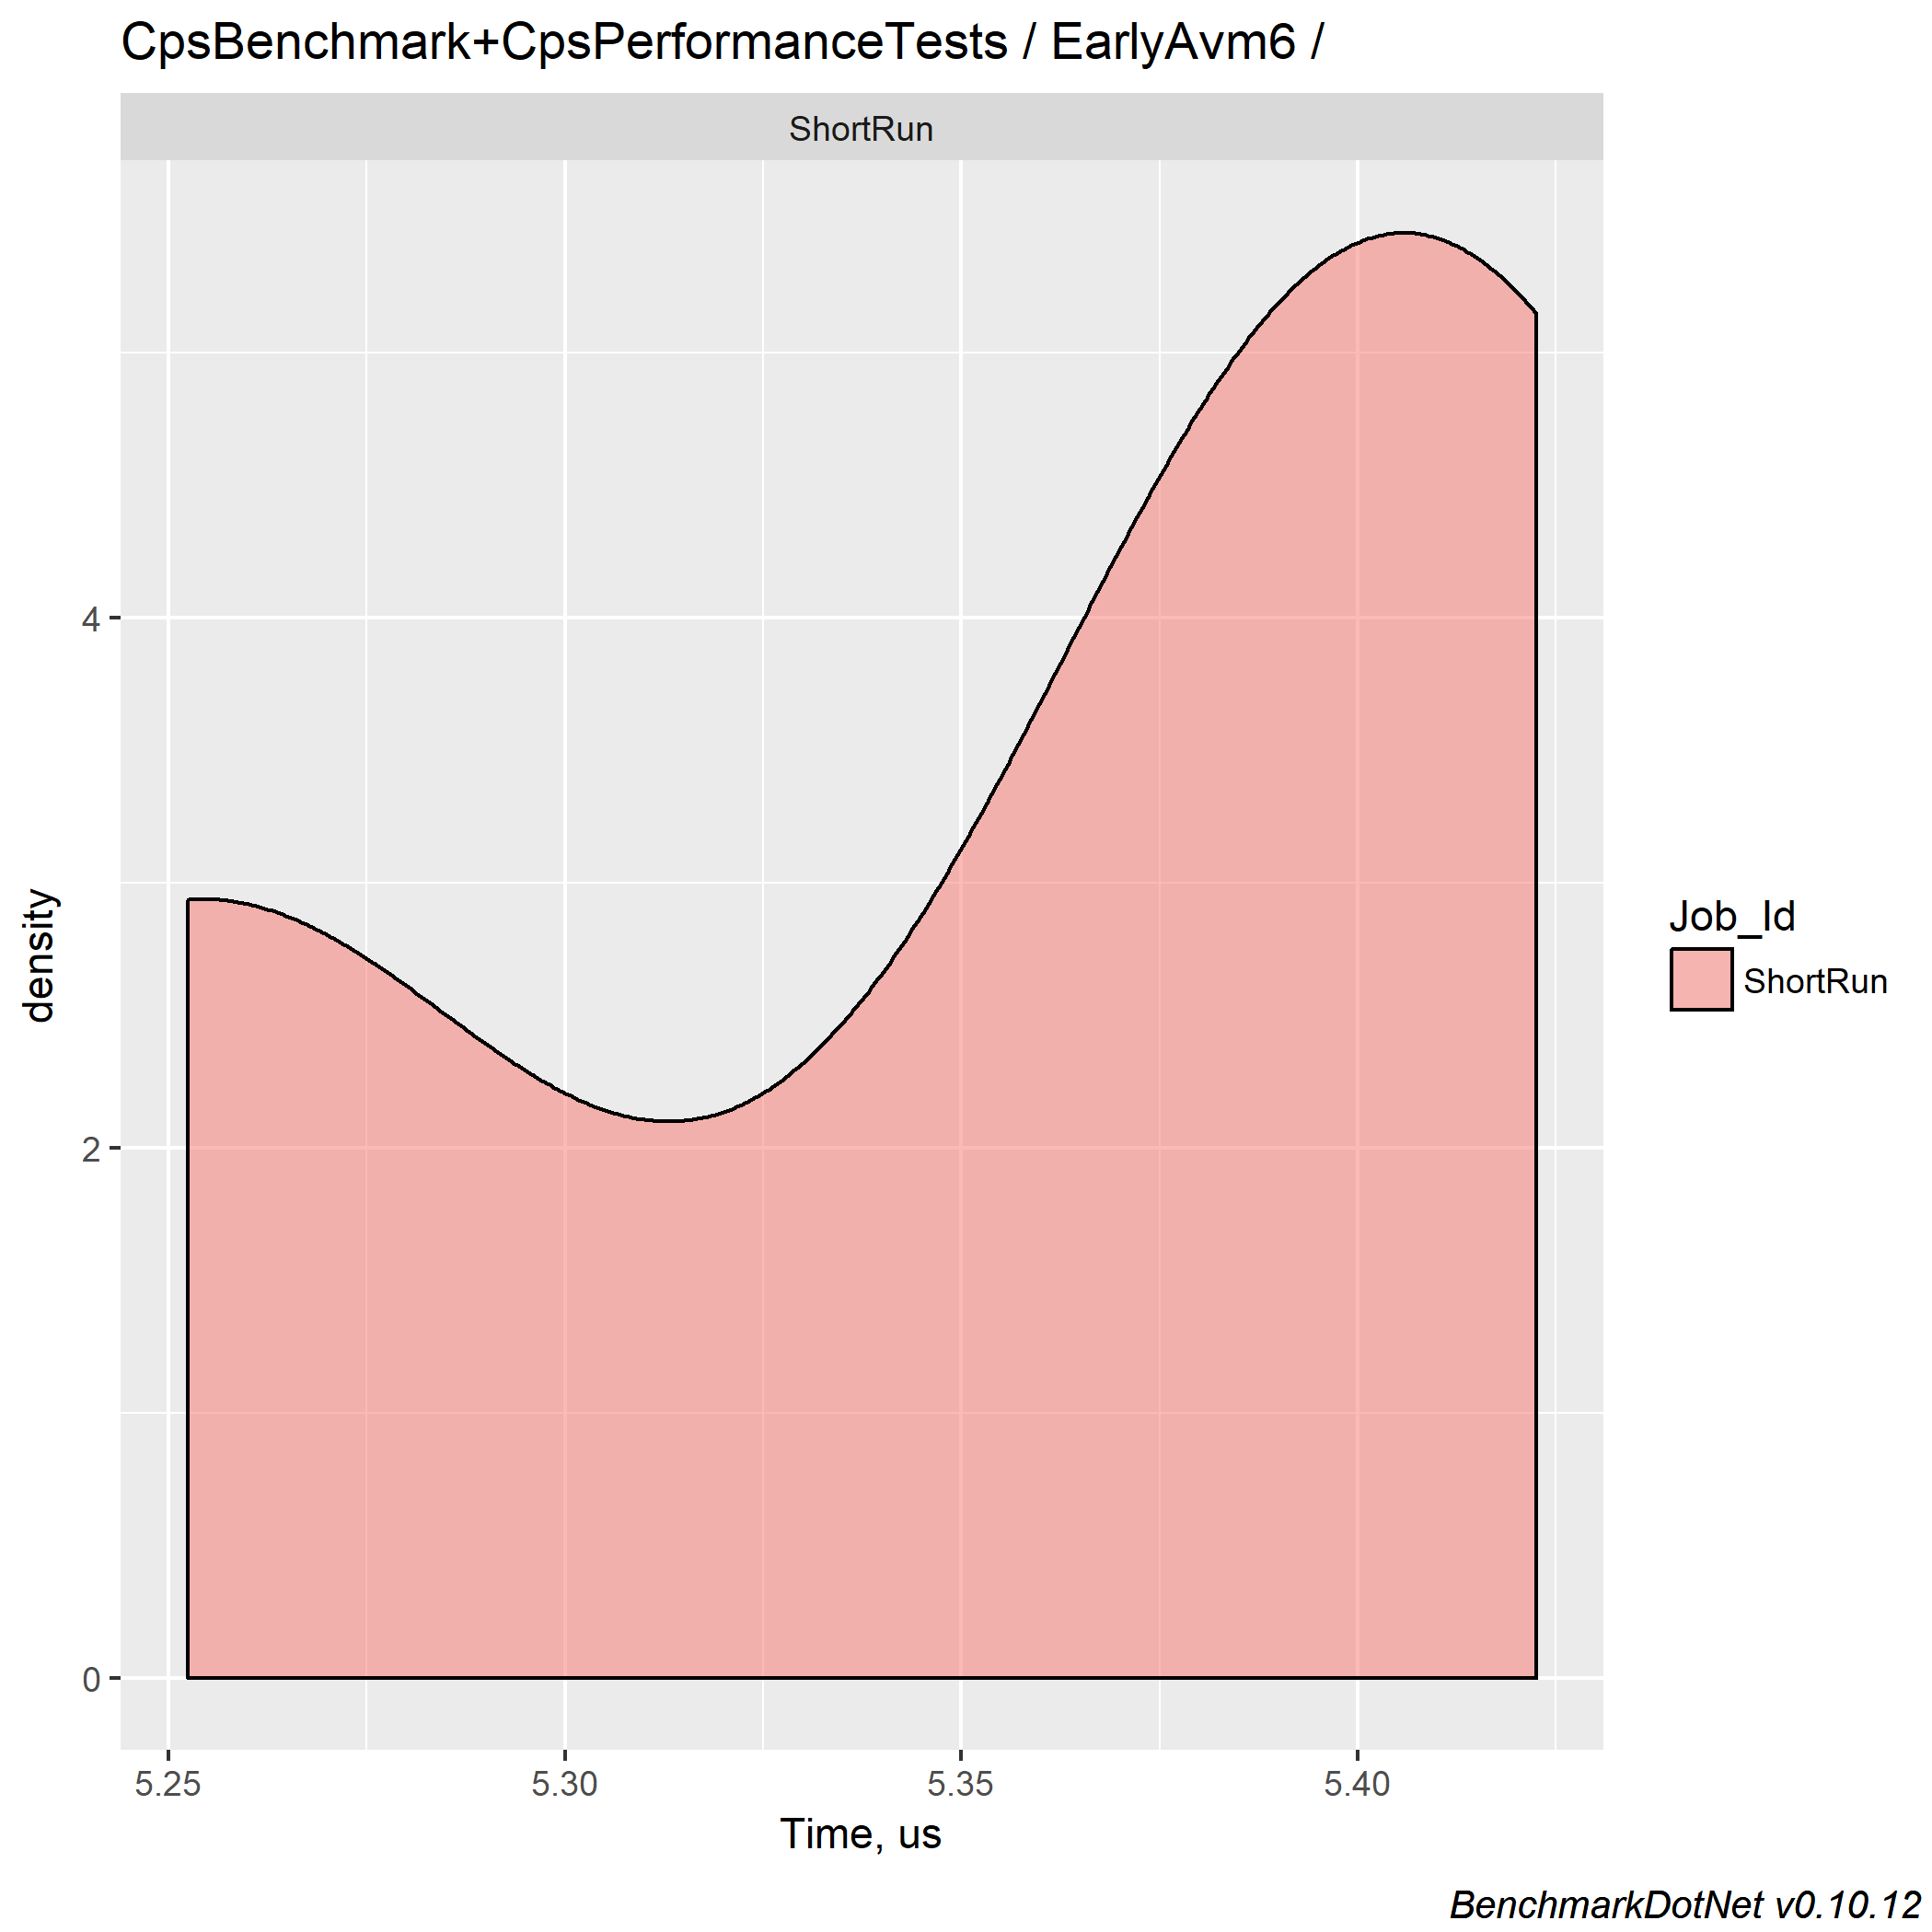 CpsBenchmark+CpsPerformanceTests / EarlyAvm6 /
ShortRun
4
2
0
density
5.25 5.30 5.35 5.40
Time, us
Job_Id
ShortRun
BenchmarkDotNet v0.10.12